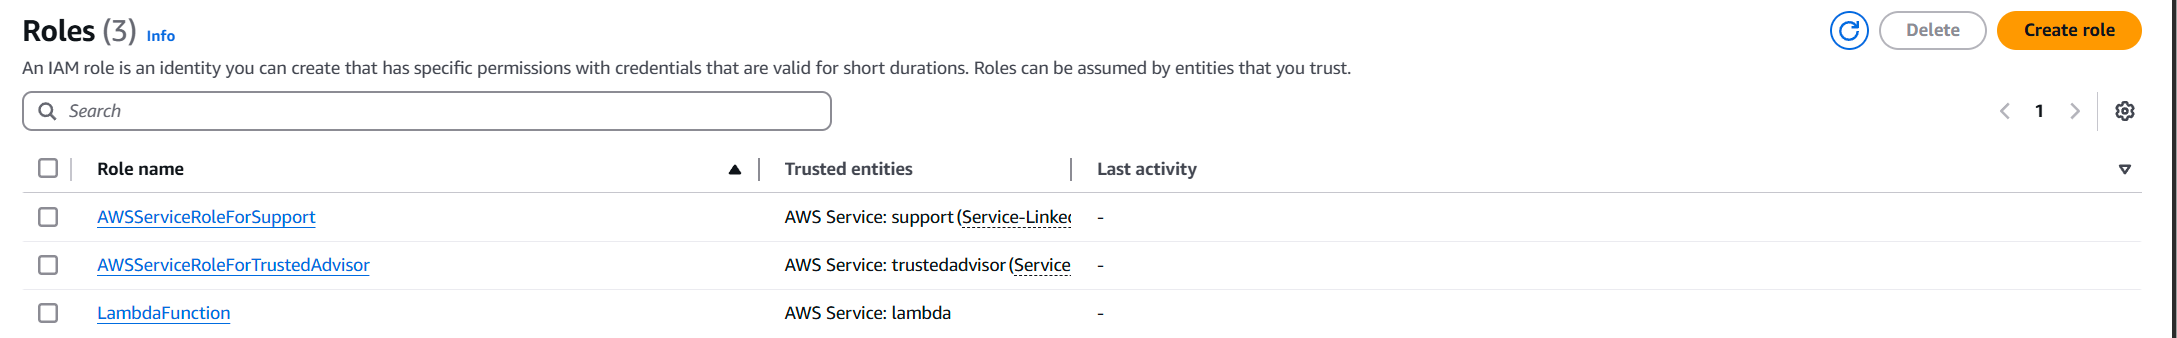 Roles (3) Info
Delete
Create role
An IAM role is an identity you can create that has specific permissions with credentials that are valid for short durations. Roles can be assumed by entities that you trust.
Search
1
Role name Trusted entities Last activity
AWSServiceRoleForSupport AWS Service: support (Service-Linked -
AWSServiceRoleForTrustedAdvisor AWS Service: trustedadvisor (Service -
LambdaFunction AWS Service: lambda -